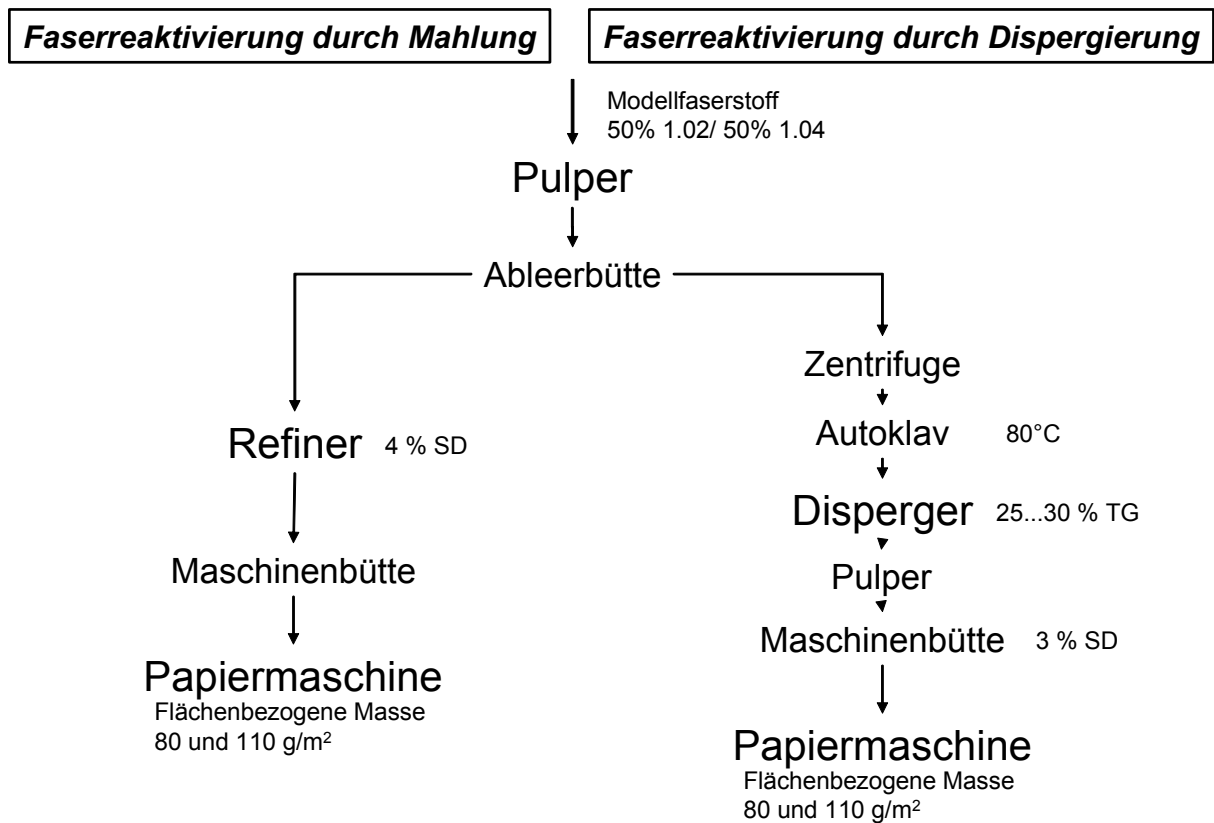 Faserreaktivierung durch Mahlung
Faserreaktivierung durch Dispergierung
Modellfaserstoff
50% 1.02/ 50% 1.04
Pulper
Ableerbütte
Refiner 4 % SD
Maschinenbütte
Papiermaschine
Flächenbezogene Masse
80 und 110 g/m²
Zentrifuge
Autoklav 80°C
Disperger 25...30 % TG
Pulper
Maschinenbütte 3 % SD
Papiermaschine
Flächenbezogene Masse
80 und 110 g/m²